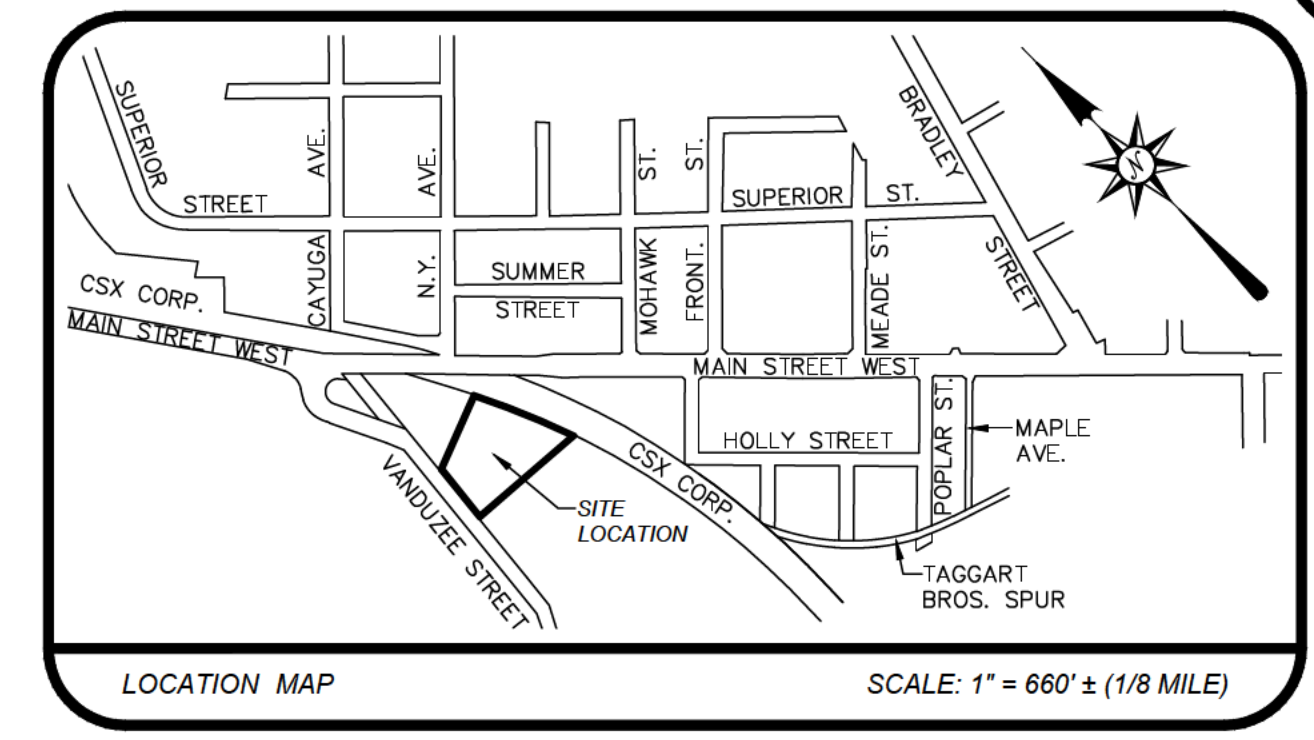 SUPERIOR
STREET
AVE.
AVE.
ST.
ST.
SUPERIOR
ST.
BRADLEY
STREET
N
CSX CORP.
MAIN STREET WEST
CAYUGA
N.Y.
SUMMER
STREET
MOHAWK
FRONT.
MEADE ST.
MAIN STREET WEST
HOLLY STREET
POPLAR ST.
MAPLE
AVE.
CSX CORP.
VANDUZEE STREET
SITE
LOCATION
TAGGART
BROS. SPUR
LOCATION MAP
SCALE: 1" = 660' ± (1/8 MILE)